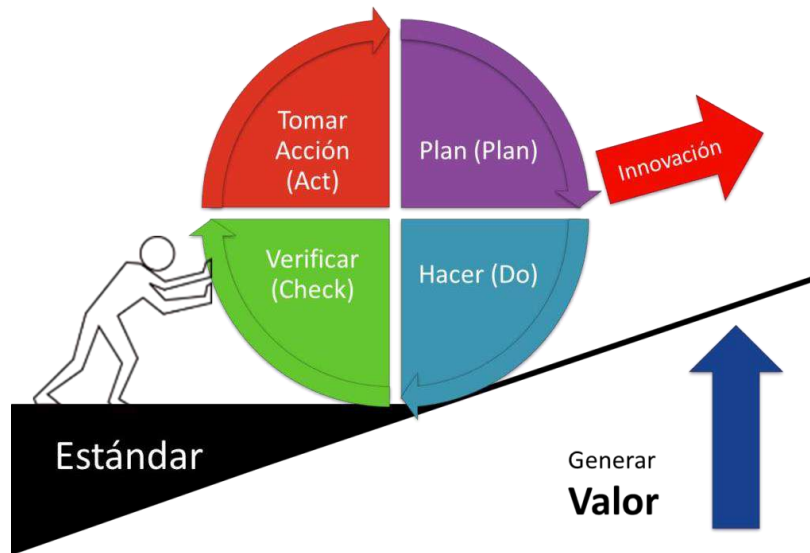 Tomar
Acción
(Act)
Plan (Plan)
Innovación
Verificar
(Check)
Hacer (Do)
Estándar
Generar
Valor